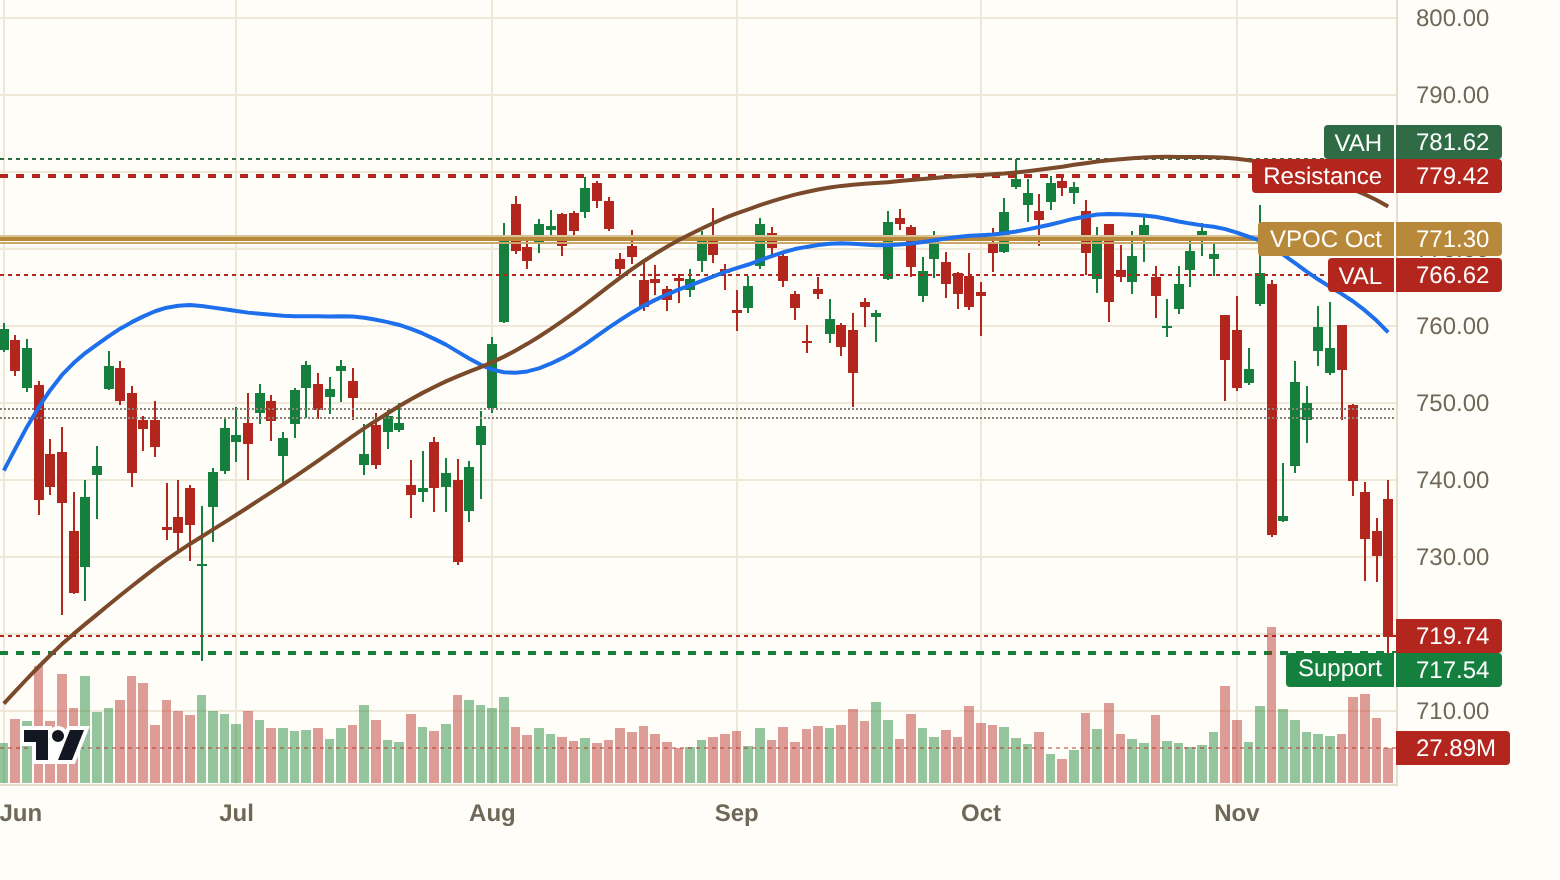 800.00
790.00
VAH 781.62
Resistance 779.42
VPOC Oct 771.30
VAL 766.62
760.00
750.00
740.00
730.00
719.74
Support 717.54
710.00
27.89M
Jun Jul Aug Sep Oct Nov